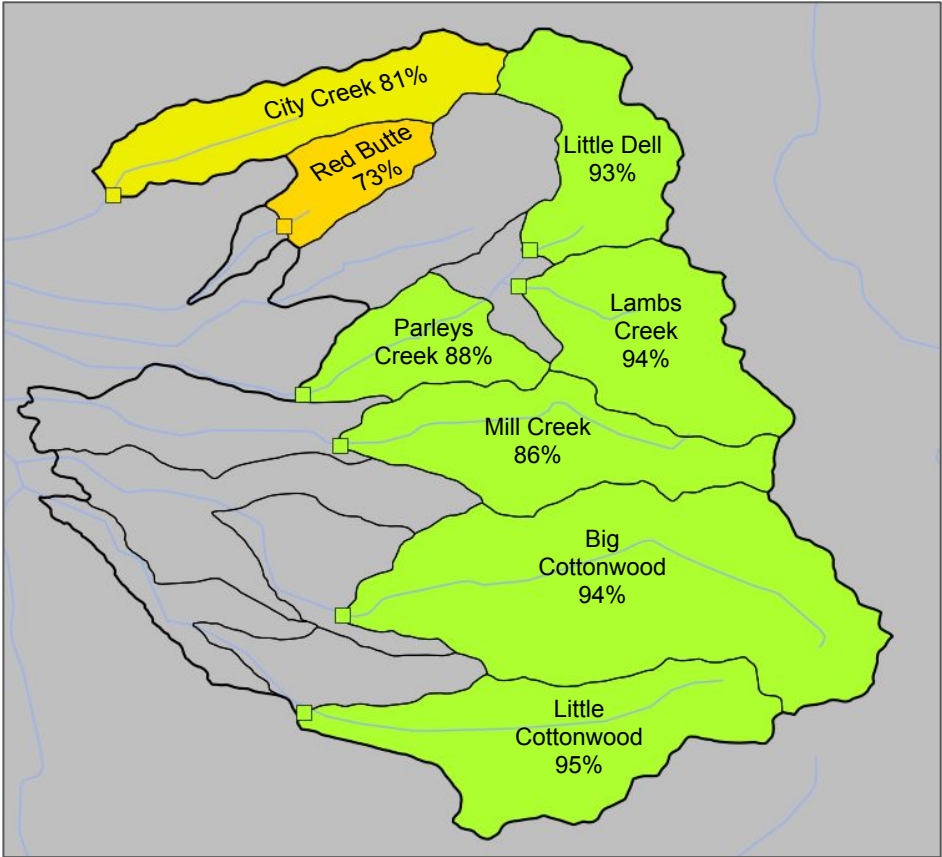 City Creek 81%
Red Butte
73%
Little Dell
93%
Lambs
Creek
94%
Parleys
Creek 88%
Mill Creek
86%
Big
Cottonwood
94%
Little
Cottonwood
95%